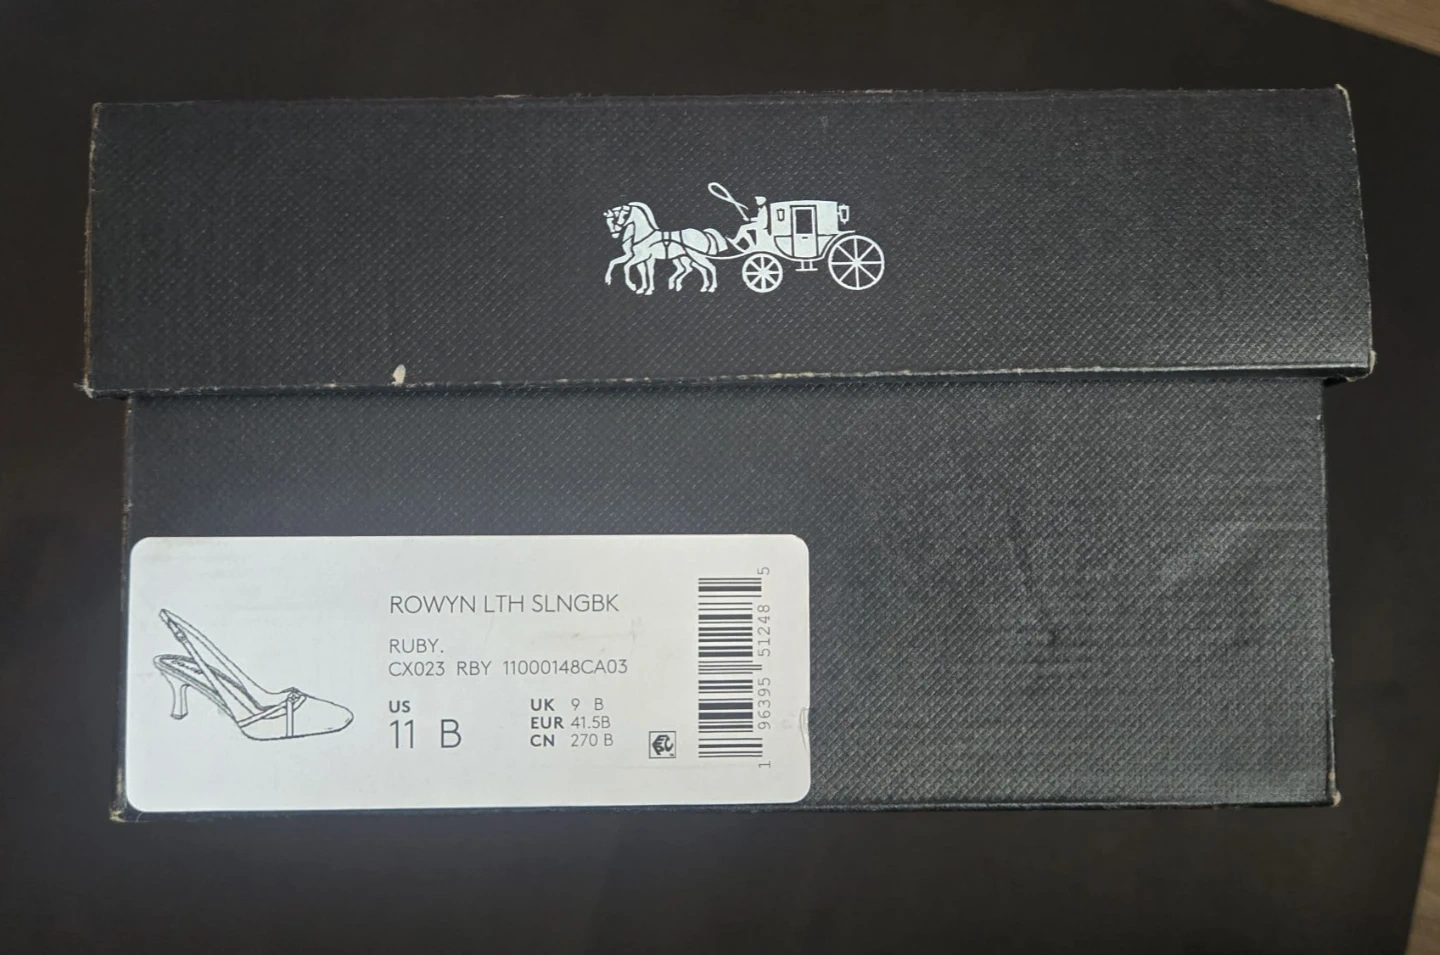 ROWYN LTH SLNGBK
RUBY.
CX023 RBY 11000148CA03
US
11 B
UK 9 B
EUR 41.5B
CN 270 B
1 96395 51248 5